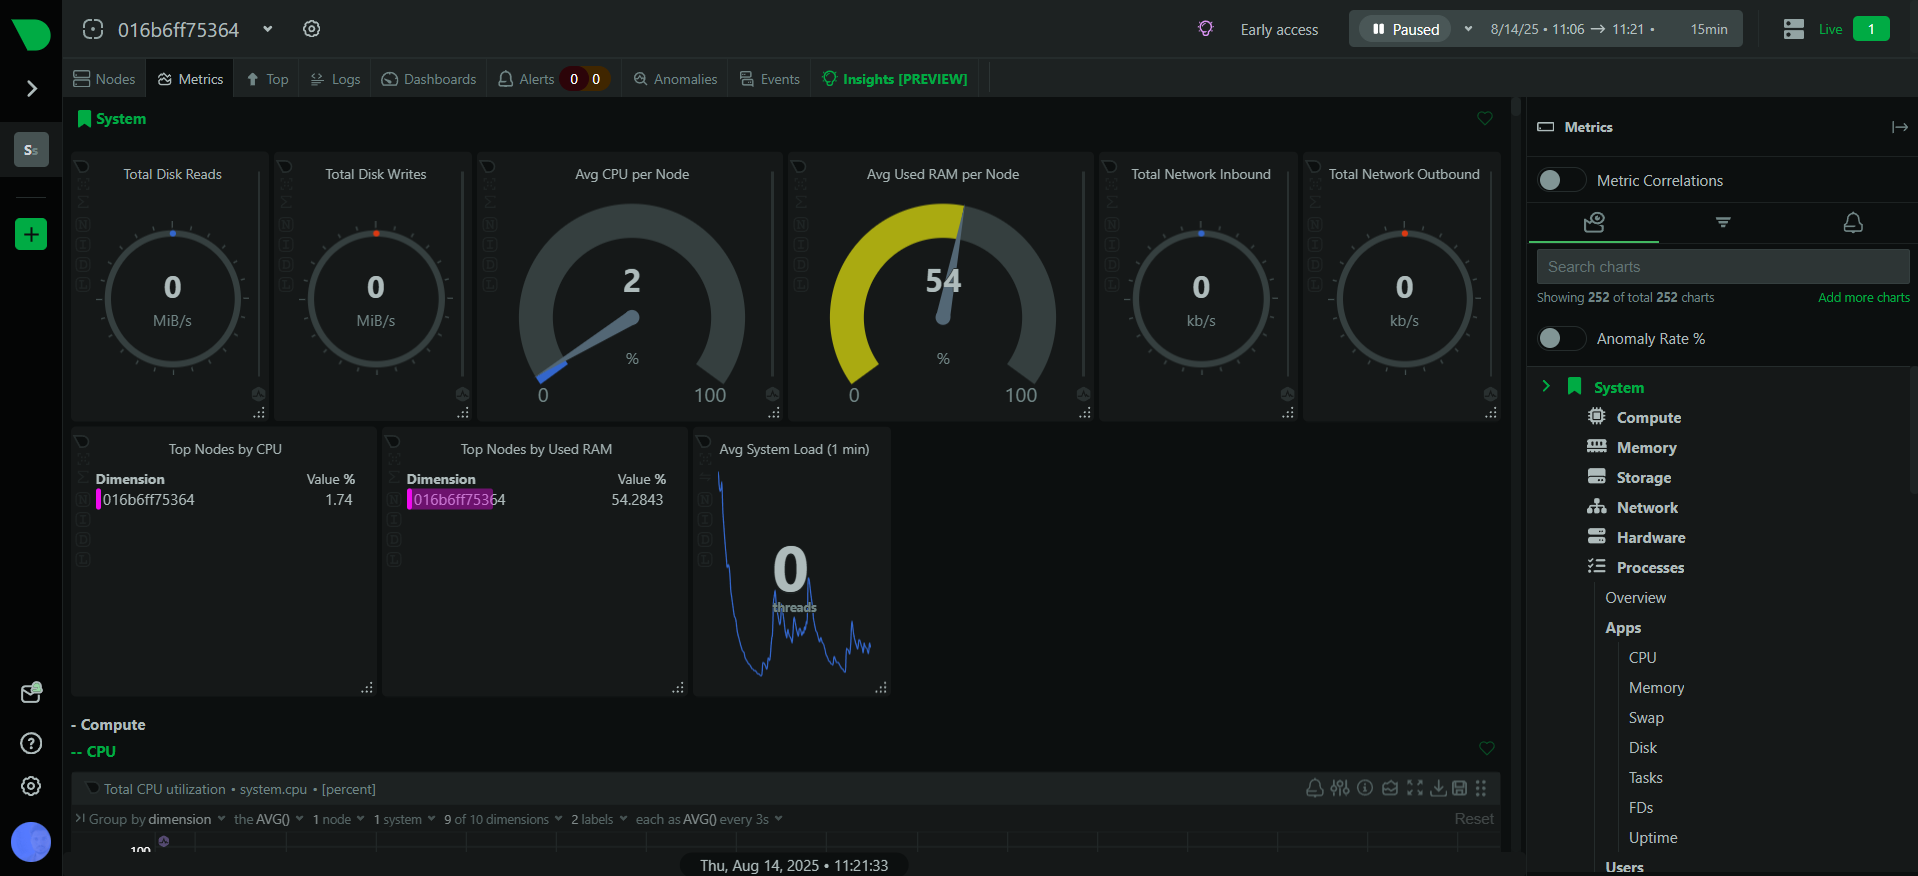 016b6ff75364
Early access
Paused
8/14/25 • 11:06 → 11:21 • 15min
Live 1
Nodes
Metrics
Top
Logs
Dashboards
Alerts 0 0
Anomalies
Events
Insights [PREVIEW]
Ss
System
Total Disk Reads
0
MiB/s
Total Disk Writes
0
MiB/s
Avg CPU per Node
2
%
0 100
Avg Used RAM per Node
54
%
0 100
Total Network Inbound
0
kb/s
Total Network Outbound
0
kb/s
Top Nodes by CPU
Dimension Value %
016b6ff75364 1.74
Top Nodes by Used RAM
Dimension Value %
016b6ff75364 54.2843
Avg System Load (1 min)
0
threads
- Compute
-- CPU
Total CPU utilization • system.cpu • [percent]
Group by dimension the AVG() 1 node 1 system 9 of 10 dimensions 2 labels each as AVG() every 3s Reset
100
Thu, Aug 14, 2025 • 11:21:33
Metrics
Metric Correlations
Search charts
Showing 252 of total 252 charts Add more charts
Anomaly Rate %
System
Compute
Memory
Storage
Network
Hardware
Processes
Overview
Apps
CPU
Memory
Swap
Disk
Tasks
FDs
Uptime
Users